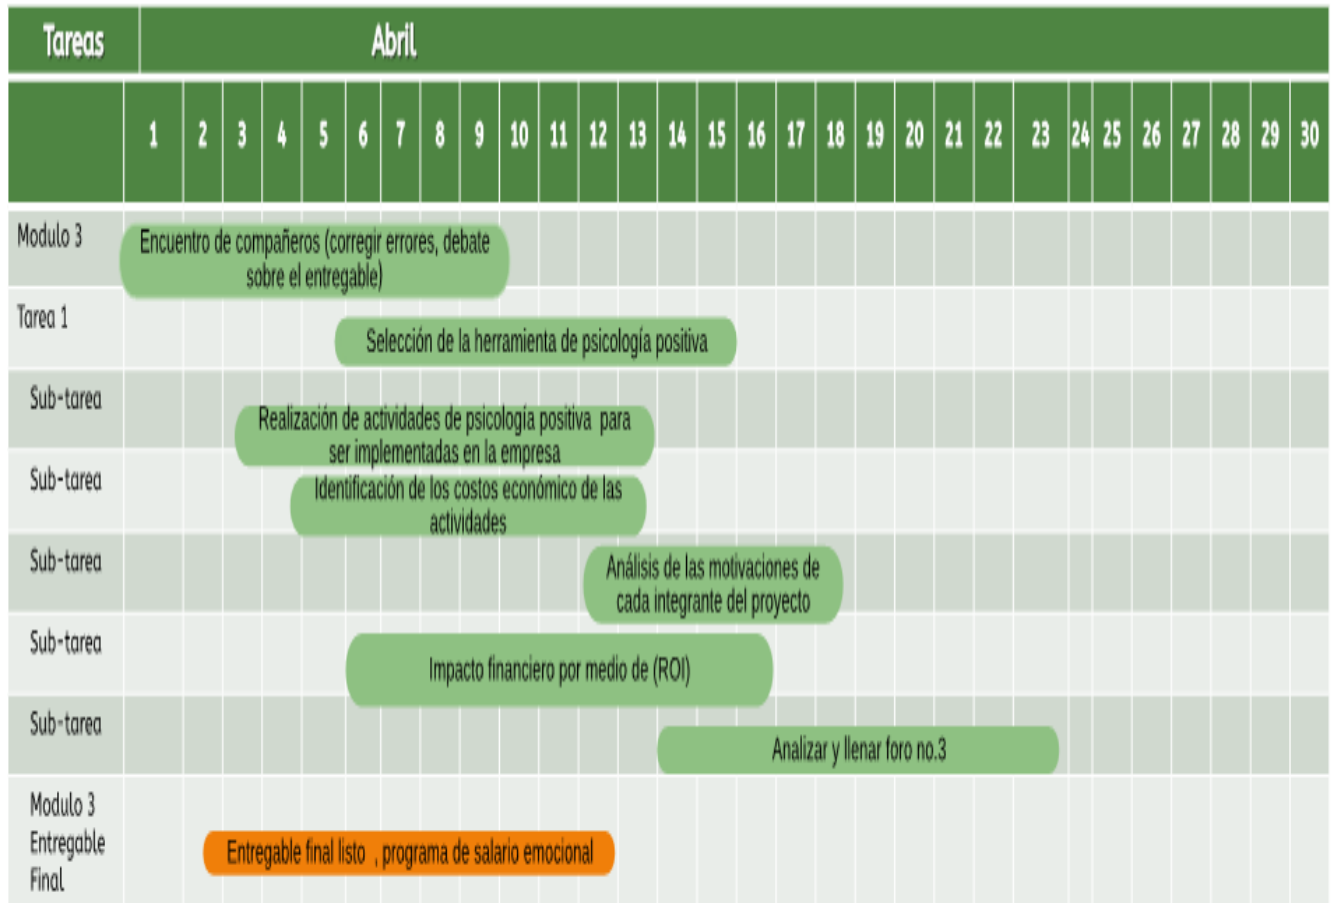 Tareas Abril
1 2 3 4 5 6 7 8 9 10 11 12 13 14 15 16 17 18 19 20 21 22 23 24 25 26 27 28 29 30
Modulo 3
Encuentro de compañeros (corregir errores, debate
sobre el entregable)
Tarea 1
Selección de la herramienta de psicología positiva
Sub-tarea
Realización de actividades de psicología positiva para
ser implementadas en la empresa
Sub-tarea
Identificación de los costos económico de las
actividades
Sub-tarea
Análisis de las motivaciones de
cada integrante del proyecto
Sub-tarea
Impacto financiero por medio de (ROI)
Sub-tarea
Analizar y llenar foro no.3
Modulo 3
Entregable
Final
Entregable final listo , programa de salario emocional